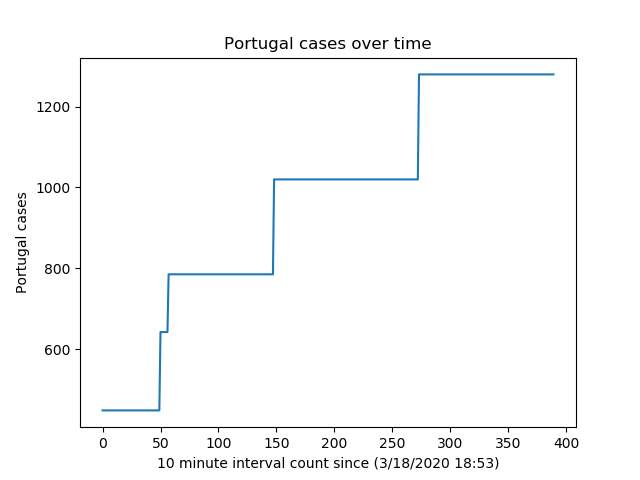 Portugal cases over time
Portugal cases
1200
1000
800
600
0 50 100 150 200 250 300 350 400
10 minute interval count since (3/18/2020 18:53)